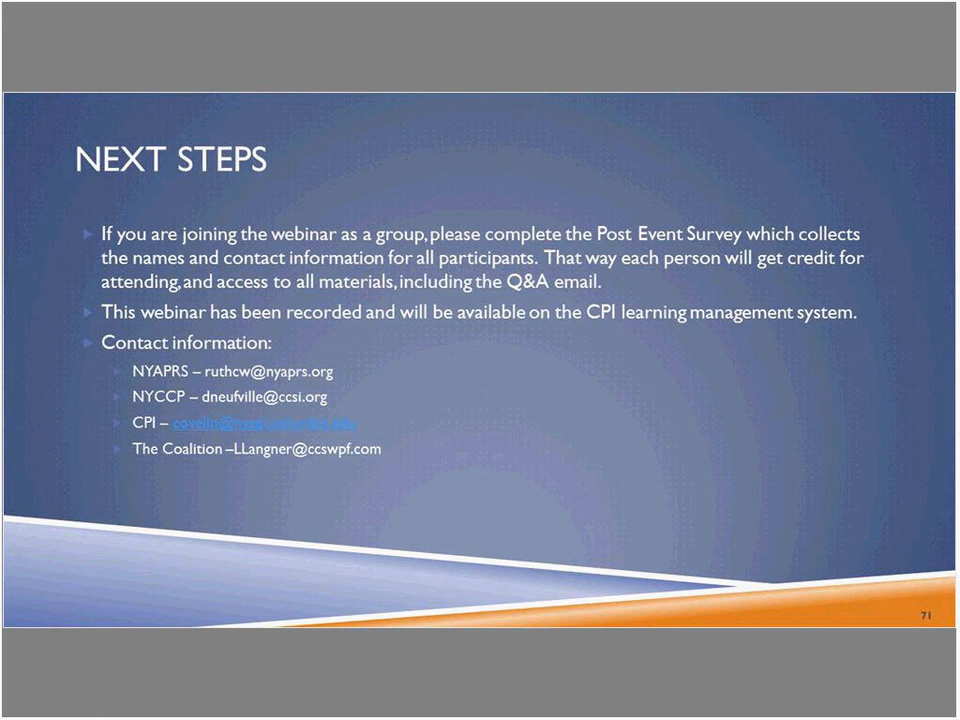 NEXT STEPS
If you are joining the webinar as a group, please complete the Post Event Survey which collects
the names and contact information for all participants. That way each person will get credit for
attending, and access to all materials, including the Q&A email.
This webinar has been recorded and will be available on the CPI learning management system.
Contact information:
NYAPRS – ruthcw@nyaprs.org
NYCCP – dneufville@ccsi.org
CPI –
The Coalition –LLangner@ccswpf.com
71